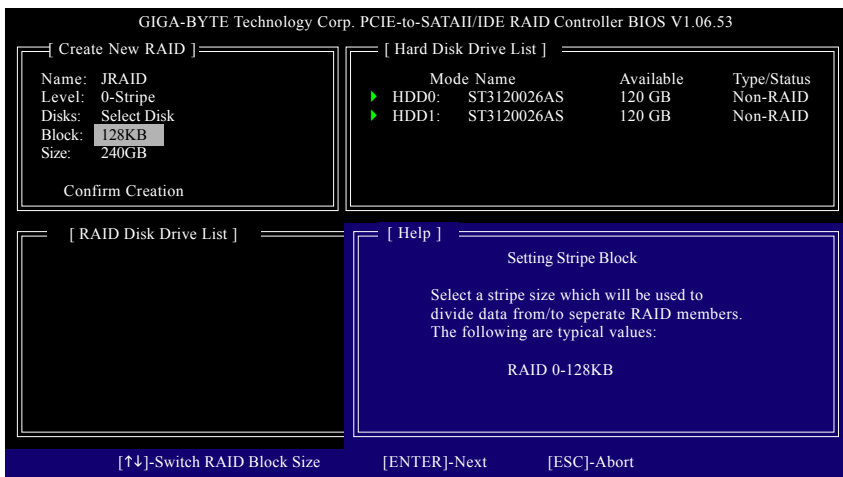 GIGA-BYTE Technology Corp. PCIE-to-SATAII/IDE RAID Controller BIOS V1.06.53
[ Create New RAID ]
Name: JRAID
Level: 0-Stripe
Disks: Select Disk
Block: 128KB
Size: 240GB
Confirm Creation
[ Hard Disk Drive List ]
Mode Name Available Type/Status
HDD0: ST3120026AS 120 GB Non-RAID
HDD1: ST3120026AS 120 GB Non-RAID
[ RAID Disk Drive List ]
[ Help ]
Setting Stripe Block
Select a stripe size which will be used to
divide data from/to seperate RAID members.
The following are typical values:
RAID 0-128KB
[↑↓]-Switch RAID Block Size [ENTER]-Next [ESC]-Abort